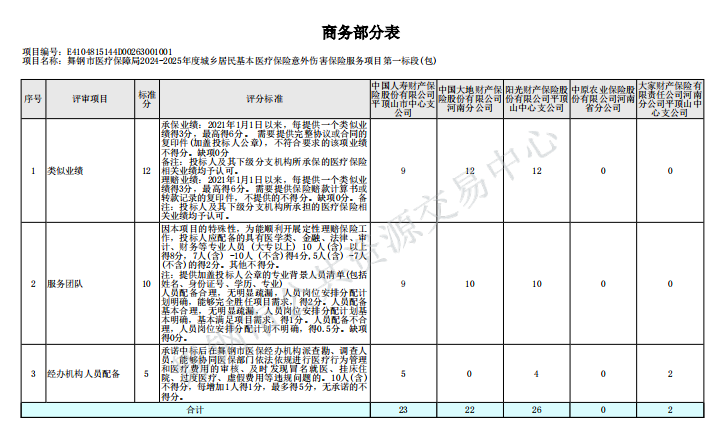 商务部分表
项目编号: E4104815144D00263001001
项目名称: 舞钢市医疗保障局2024-2025年度城乡居民基本医疗保险意外伤害保险服务项目第一标段(包)
序号 评审项目 标准分 评分标准 中国人寿财产保险股份有限公司平顶山市中心支公司 中国大地财产保险股份有限公司河南分公司 阳光财产保险股份有限公司平顶山中心支公司 中原农业保险股份有限公司河南省分公司 大家财产保险有限责任公司河南分公司平顶山中心支公司
1 类似业绩 12
承保业绩: 2021年1月1日以来, 每提供一个类似业
绩得3分, 最高得6分。 需要提供完整协议或合同的
复印件(加盖投标人公章), 不符合要求的该项业绩
不得分。缺项0分
备注: 投标人及其下级分支机构所承保的医疗保险
相关业绩均予认可。
理赔业绩: 2021年1月1日以来, 每提供一个类似业
绩得3分, 最高得6分。需要提供保险赔款计算书或
转款记录的复印件, 不提供的不得分。缺项0分。备
注: 投标人及其下级分支机构所承担的医疗保险相
关业绩均予认可。
9 12 12 0 0
2 服务团队 10
因本项目的特殊性, 为能顺利开展定性理赔保险工
作, 投标人应配备的具有医学类、金融、法律、审
计、财务等专业人员 (大专以上) 10 人(含) 以上
得8分, 7人(含) -10人 (不含)得4分,5人(含) -7人
(不含)的得2分。其他不得分。
注: 提供加盖投标人公章的专业背景人员清单(包括
姓名、身份证号、学历、专业)
人员配备合理, 无明显疏漏, 人员岗位安排分配计
划明确, 能够完全胜任项目需求, 得2分。人员配备
基本合理, 无明显疏漏, 人员岗位安排分配计划基
本明确, 基本满足项目需求, 得1分。人员配备不合
理, 人员岗位安排分配计划不明确, 得0.5分。缺项
得0分。
9 10 10 0 0
3 经办机构人员配备 5
承诺中标后在舞钢市医保经办机构派查勘、调查人
员, 能够协同医保部门依法依规进行医疗行为管理
和医疗费用的审核、及时发现冒名就医、挂床住
院、过度医疗、虚假费用等违规问题的。10人(含)
不得分, 每增加1人得1分, 最多得5分, 无承诺的不
得分。
5 0 4 0 2
合计 23 22 26 0 2